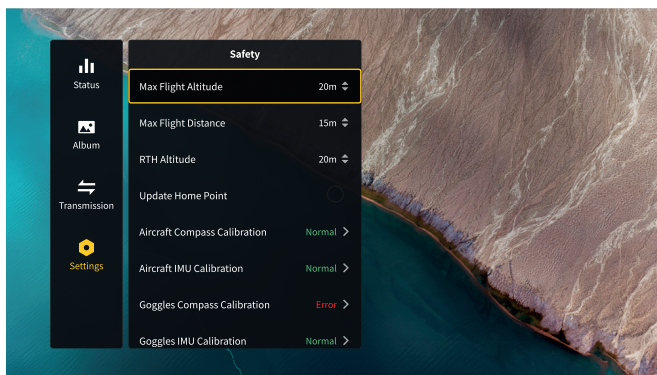 Safety
Status
Max Flight Altitude 20m
Max Flight Distance 15m
Album
RTH Altitude 20m
Transmission
Update Home Point
Aircraft Compass Calibration Normal
Settings
Aircraft IMU Calibration Normal
Goggles Compass Calibration Error
Goggles IMU Calibration Normal